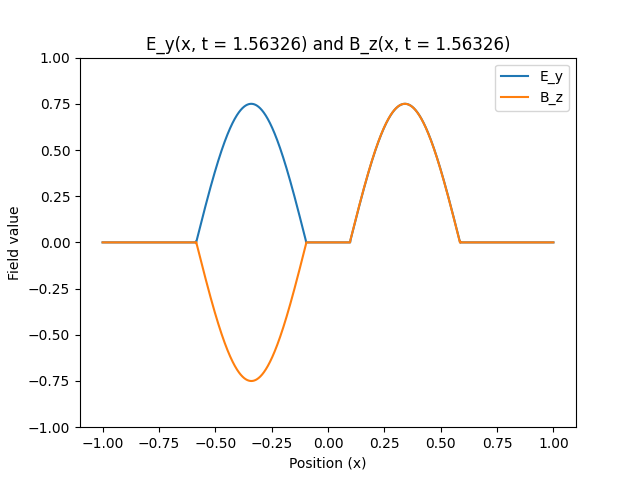 E_y(x, t = 1.56326) and B_z(x, t = 1.56326)
E_y
B_z
1.00
0.75
0.50
0.25
0.00
−0.25
−0.50
−0.75
−1.00
Field value
−1.00 −0.75 −0.50 −0.25 0.00 0.25 0.50 0.75 1.00
Position (x)